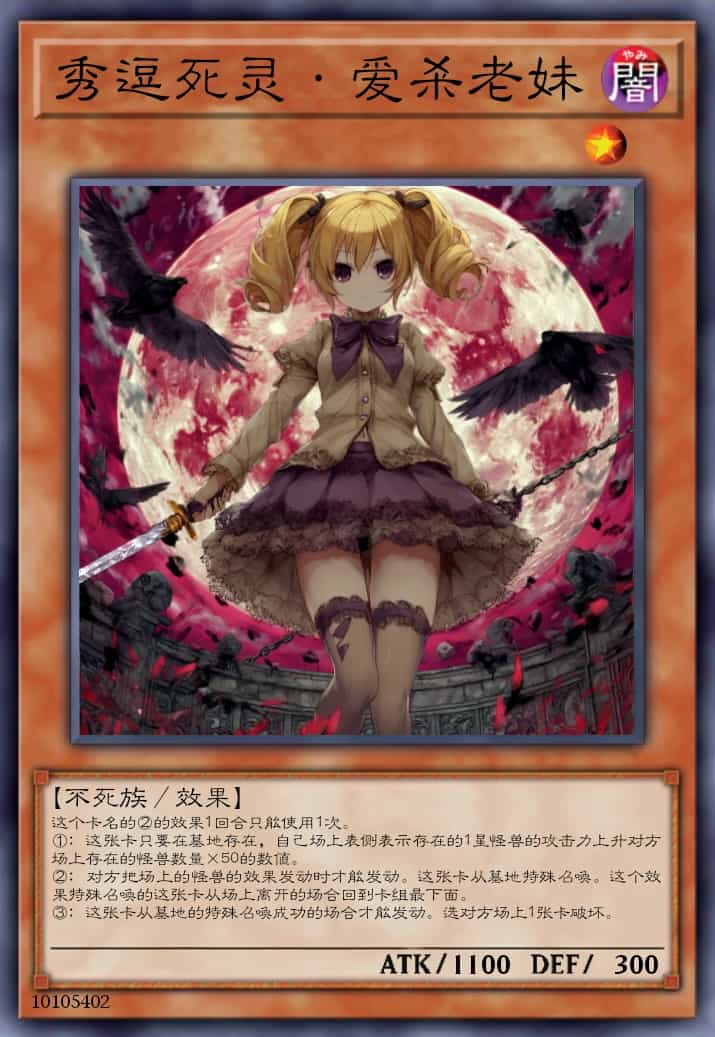 秀逗死灵·爱杀老妹
やみ
闇
【不死族／效果】
这个卡名的②的效果1回合只能使用1次。
①：这张卡只要在墓地存在，自己场上表侧表示存在的1星怪兽的攻击力上升对方
场上存在的怪兽数量×50的数值。
②：对方把场上的怪兽的效果发动时才能发动。这张卡从墓地特殊召唤。这个效
果特殊召唤的这张卡从场上离开的场合回到卡组最下面。
③：这张卡从墓地的特殊召唤成功的场合才能发动。选对方场上1张卡破坏。
ATK/1100 DEF/ 300
10105402